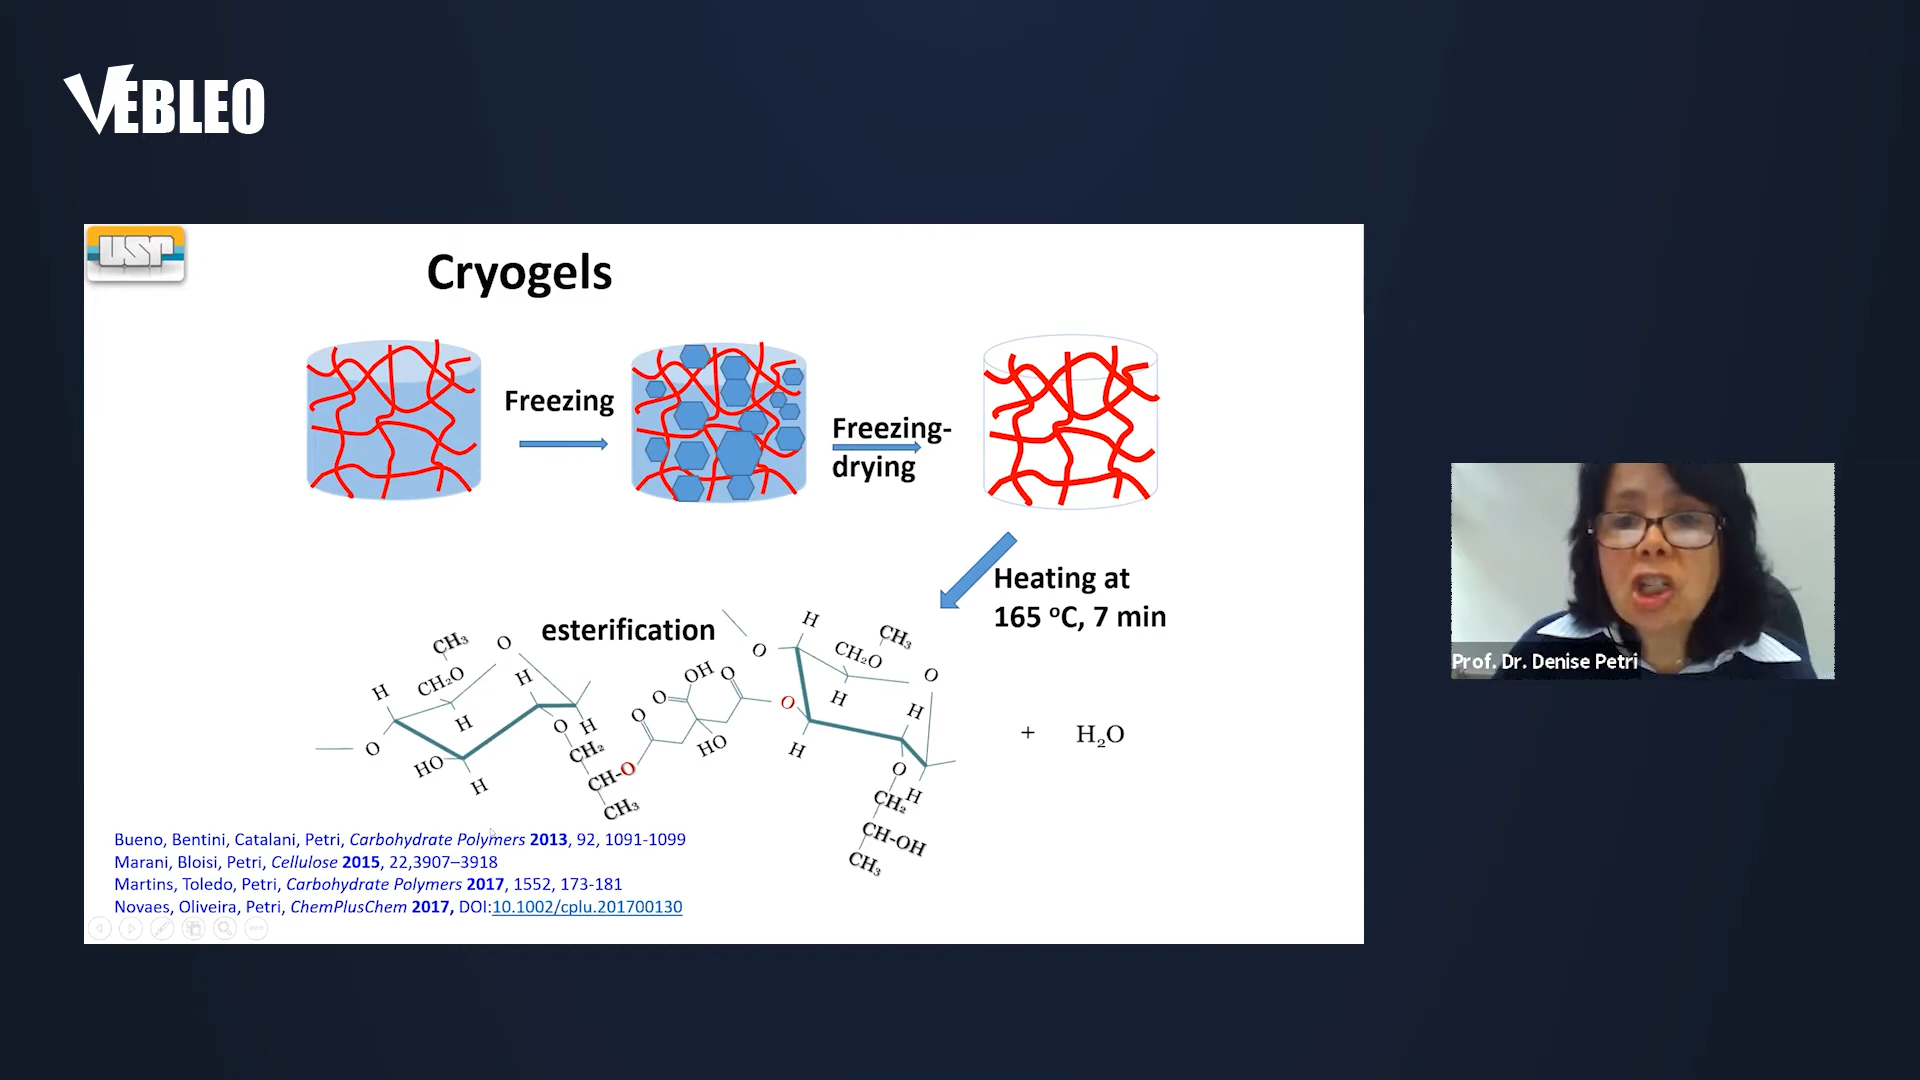 VEBLEO
USP
Cryogels
Freezing
Freezing-
drying
Heating at
165 ºC, 7 min
esterification
CH₃
O
CH₂O
H
H
H
O
HO
H
O
H
CH₂
CH-O
CH₃
O
O
OH
O
HO
O
O
H
CH₂O
CH₃
O
H
H
H
O
H
CH₂
CH-OH
CH₃
+ H₂O
Bueno, Bentini, Catalani, Petri, Carbohydrate Polymers 2013, 92, 1091-1099
Marani, Bloisi, Petri, Cellulose 2015, 22,3907–3918
Martins, Toledo, Petri, Carbohydrate Polymers 2017, 1552, 173-181
Novaes, Oliveira, Petri, ChemPlusChem 2017, DOI:10.1002/cplu.201700130
Prof. Dr. Denise Petri